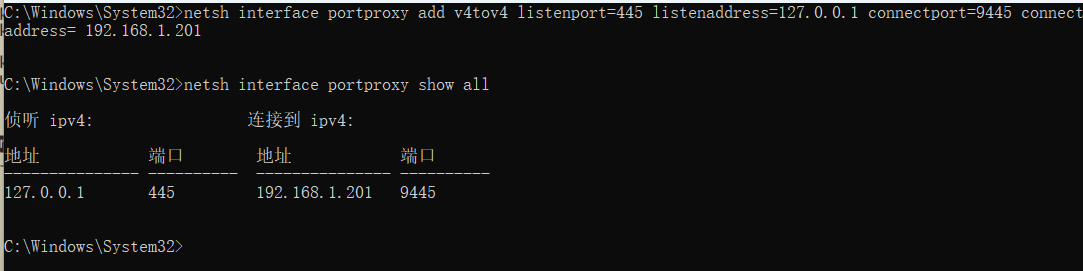 C:\Windows\System32>netsh interface portproxy add v4tov4 listenport=445 listenaddress=127.0.0.1 connectport=9445 connect
address= 192.168.1.201
C:\Windows\System32>netsh interface portproxy show all
侦听 ipv4:                 连接到 ipv4:
地址            端口        地址            端口
--------------- ----------  --------------- ----------
127.0.0.1       445         192.168.1.201   9445
C:\Windows\System32>